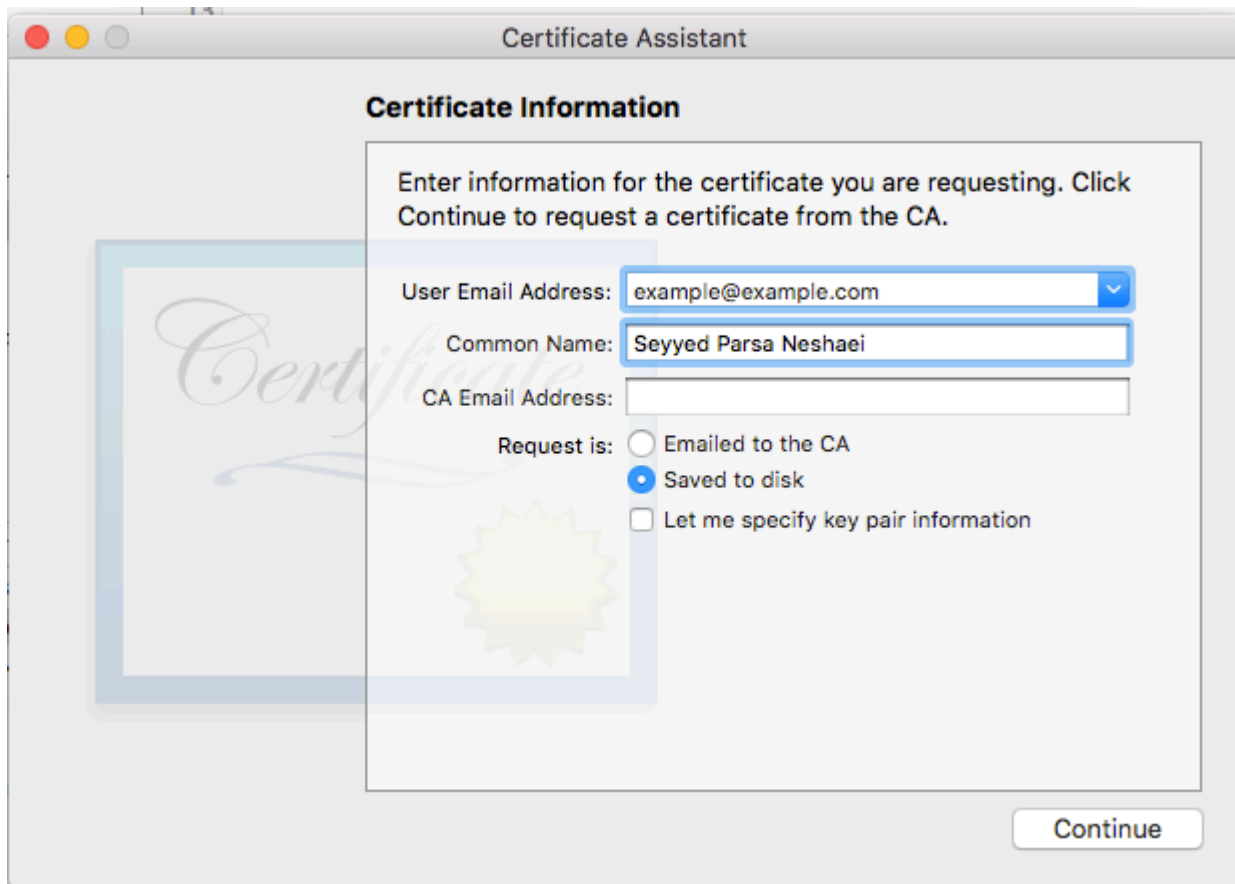 Certificate Assistant
Certificate Information
Enter information for the certificate you are requesting. Click
Continue to request a certificate from the CA.
User Email Address: example@example.com
Common Name: Seyyed Parsa Neshaei
CA Email Address:
Request is: Emailed to the CA
Saved to disk
Let me specify key pair information
Certificate
Continue